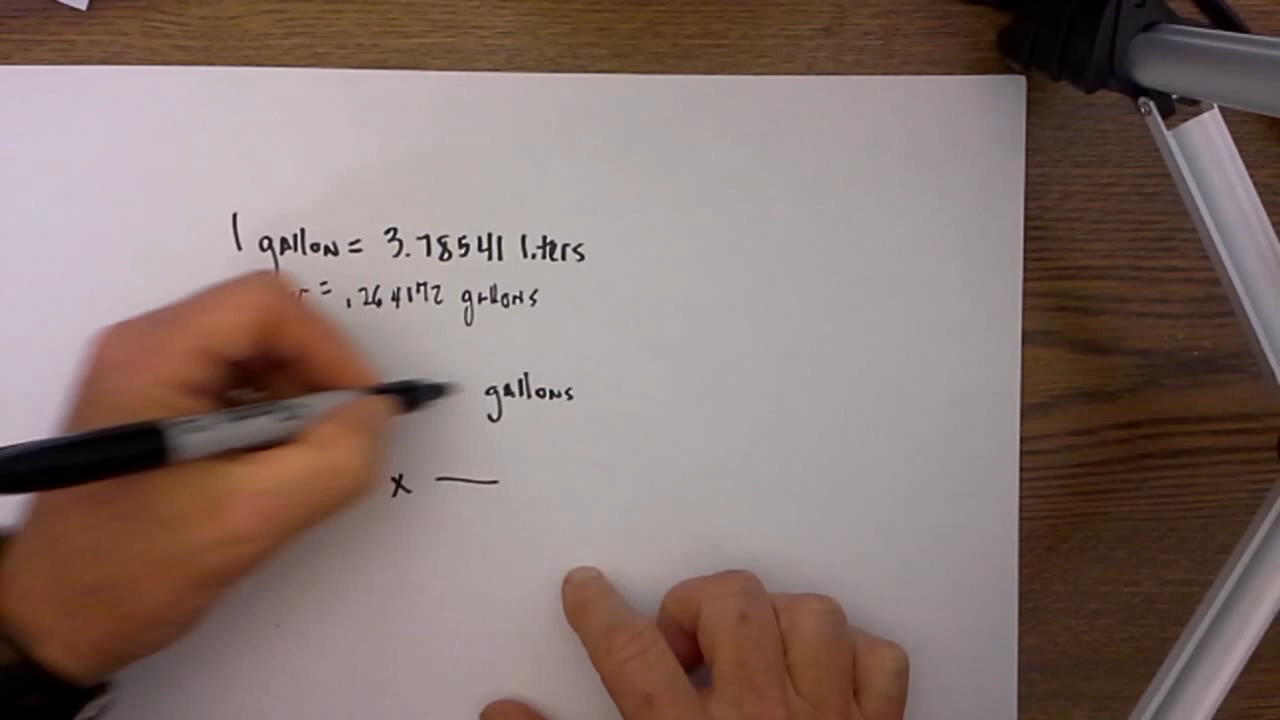 1 gallon = 3.78541 liters
= .264172 gallons
gallons
x —